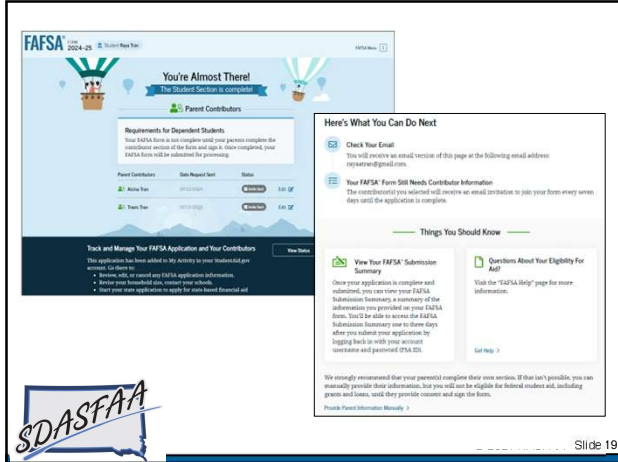 FAFSA FORM
2024–25
Student Raya Tran
FAFSA Menu
You're Almost There!
The Student Section is complete!
Parent Contributors
Requirements for Dependent Students
Your FAFSA form is not complete until your parents complete the
contributor section of the form and sign it. Once completed, your
FAFSA form will be submitted for processing.
Parent Contributors Date Request Sent Status
Aloha Tran Invite Sent Edit
Travis Tran Invite Sent Edit
Track and Manage Your FAFSA Application and Your Contributors
View Status
This application has been added to My Activity in your StudentAid.gov
account. Go there to:
• Review, edit, or cancel any FAFSA application information.
• Revise your household size, contact your schools.
• Start your state application to apply for state-based financial aid
Here's What You Can Do Next
Check Your Email
You will receive an email version of this page at the following email address:
rayatran@gmail.com.
Your FAFSA® Form Still Needs Contributor Information
The contributor(s) you selected will receive an email invitation to join your form every seven
days until the application is complete.
Things You Should Know
View Your FAFSA® Submission
Summary
Once your application is complete and
submitted, you can view your FAFSA
Submission Summary, a summary of the
information you provided on your FAFSA
form. You'll be able to access the FAFSA
Submission Summary one to three days
after you submit your application by
logging back in with your account
username and password (FSA ID).
Questions About Your Eligibility For
Aid?
Visit the "FAFSA Help" page for more
information.
Get Help >
We strongly recommend that your parent(s) complete their own section. If that isn't possible, you can
manually provide their information, but you will not be eligible for federal student aid, including
grants and loans, until they provide consent and sign the form.
Provide Parent Information Manually >
SDASFAA
Slide 19